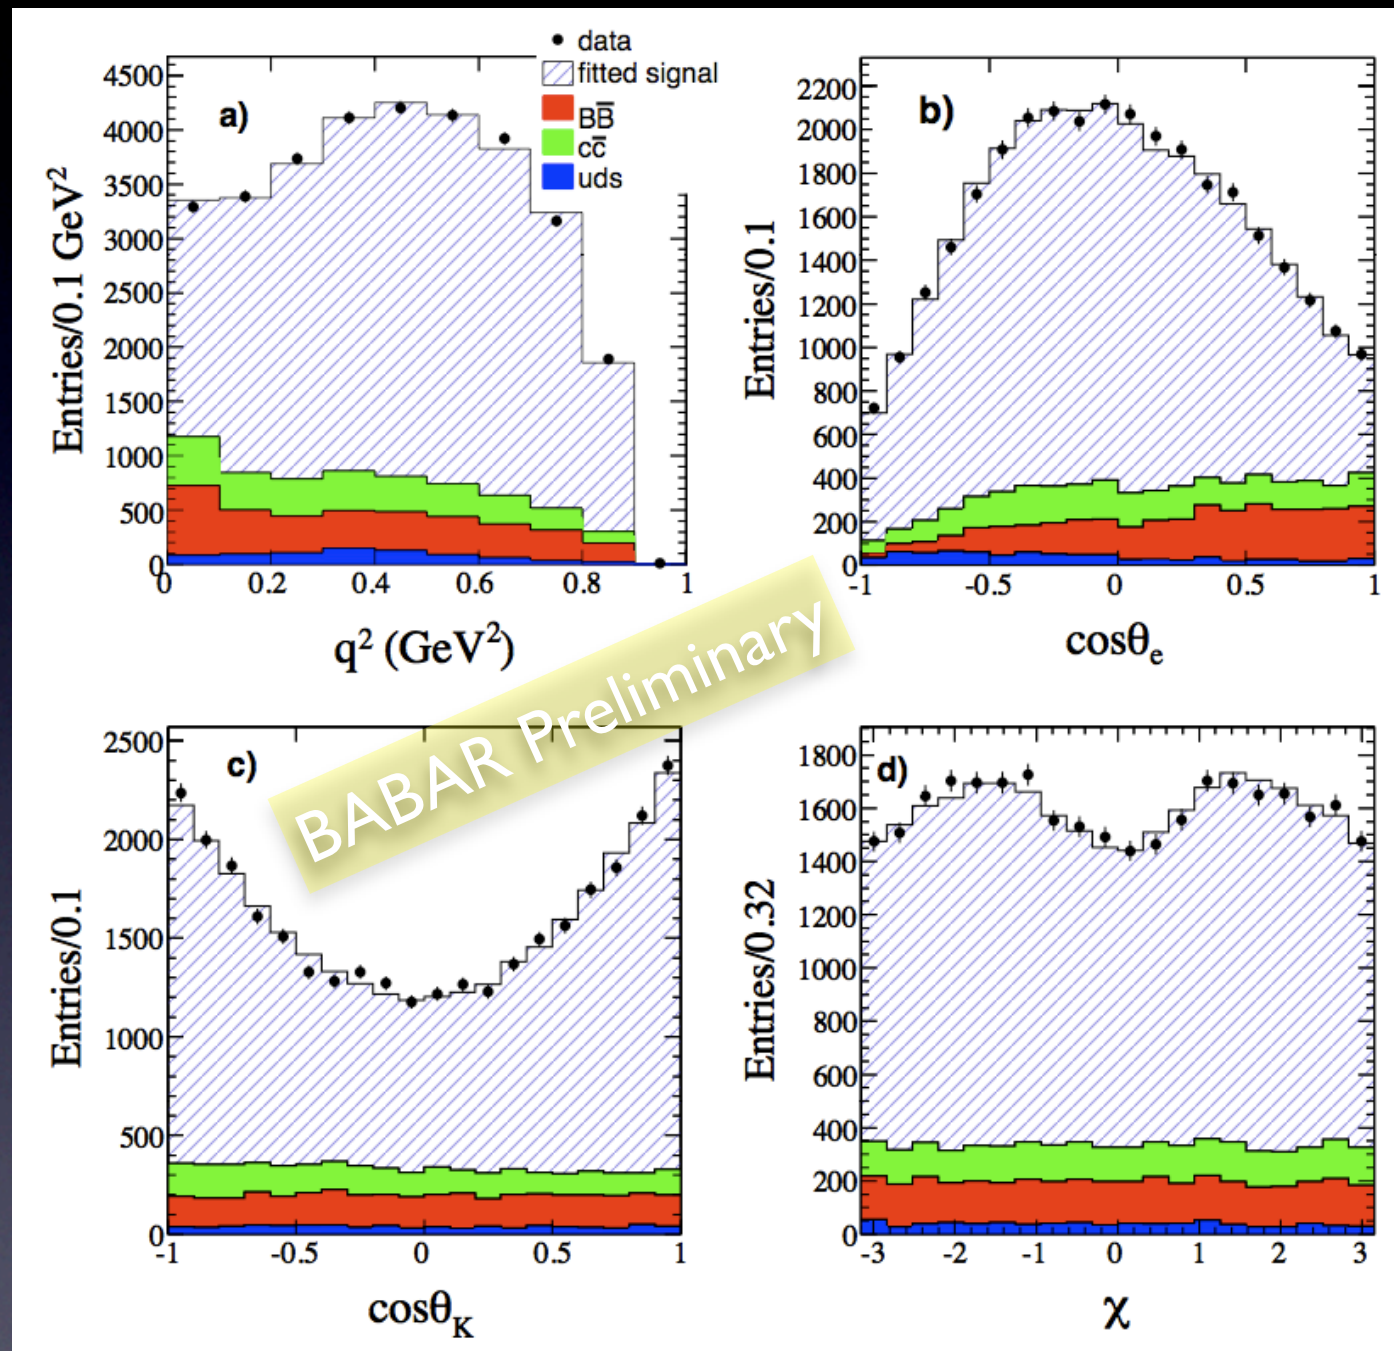 data
fitted signal
BB̅
cc̅
uds
a)
4500
4000
3500
3000
2500
2000
1500
1000
500
0
0 0.2 0.4 0.6 0.8 1
Entries/0.1 GeV²
q² (GeV²)
b)
2200
2000
1800
1600
1400
1200
1000
800
600
400
200
0
-1 -0.5 0 0.5 1
Entries/0.1
cosθₑ
BABAR Preliminary
c)
2500
2000
1500
1000
500
0
-1 -0.5 0 0.5 1
Entries/0.1
cosθ_K
d)
1800
1600
1400
1200
1000
800
600
400
200
0
-3 -2 -1 0 1 2 3
Entries/0.32
χ